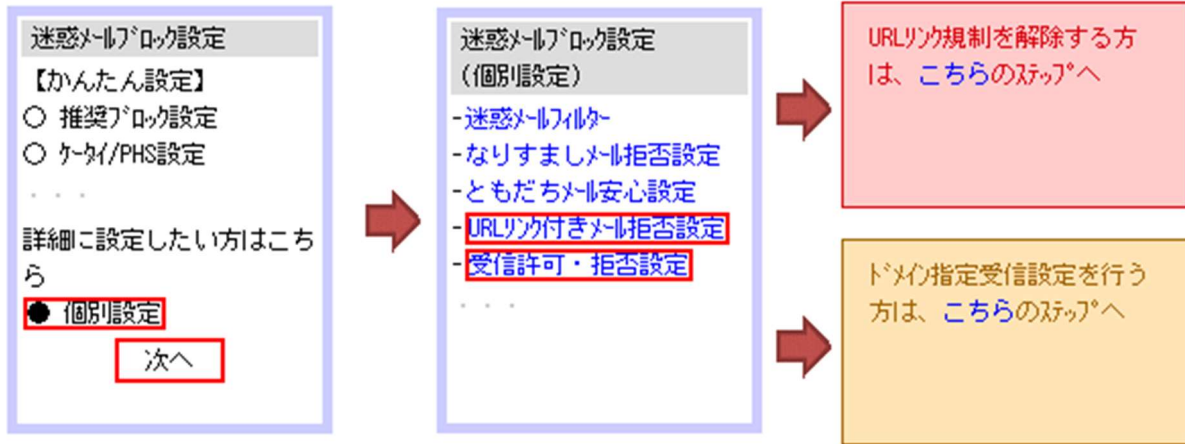 迷惑ﾒｰﾙﾌﾞﾛｯｸ設定
【かんたん設定】
○ 推奨ﾌﾞﾛｯｸ設定
○ ｹｰﾀｲ/PHS設定
・・・
詳細に設定したい方はこち
ら
● 個別設定
次へ
迷惑ﾒｰﾙﾌﾞﾛｯｸ設定
（個別設定）
-迷惑ﾒｰﾙﾌｨﾙﾀｰ
-なりすましﾒｰﾙ拒否設定
-ともだちﾒｰﾙ安心設定
-URLﾘﾝｸ付きﾒｰﾙ拒否設定
-受信許可・拒否設定
・・・
URLﾘﾝｸ規制を解除する方
は、こちらのｽﾃｯﾌﾟへ
ﾄﾞﾒｲﾝ指定受信設定を行う
方は、こちらのｽﾃｯﾌﾟへ